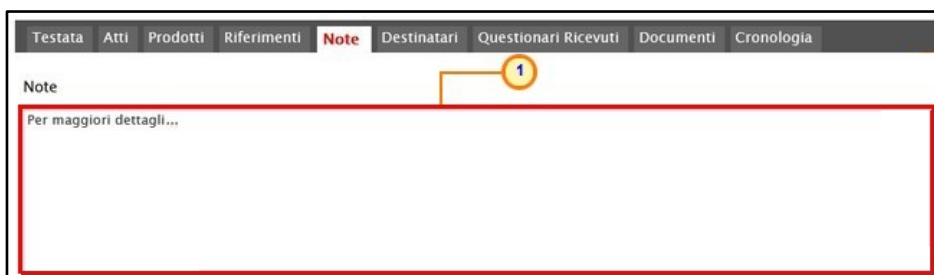 Testata Atti Prodotti Riferimenti Note Destinatari Questionari Ricevuti Documenti Cronologia
1
Note
Per maggiori dettagli...